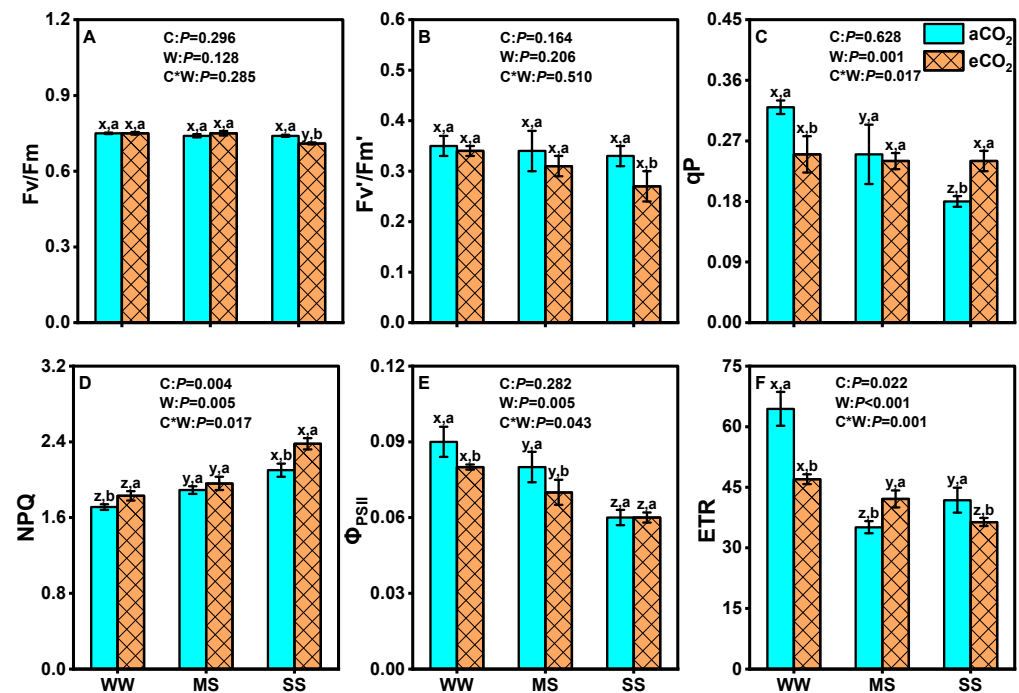 A
C:P=0.296
W:P=0.128
C*W:P=0.285
x,a x,a x,a x,a x,a y,b
1.2
0.9
0.6
0.3
0.0
Fv/Fm
B
C:P=0.164
W:P=0.206
C*W:P=0.510
x,a x,a x,a x,a x,a x,b
0.6
0.5
0.4
0.3
0.2
0.1
0.0
Fv'/Fm'
C
C:P=0.628
W:P=0.001
C*W:P=0.017
aCO₂
eCO₂
x,a x,b y,a x,a z,b x,a
0.45
0.36
0.27
0.18
0.09
0.00
qP
D
C:P=0.004
W:P=0.005
C*W:P=0.017
z,b z,a y,a y,a x,b x,a
3.2
2.4
1.6
0.8
0.0
NPQ
WW MS SS
E
C:P=0.282
W:P=0.005
C*W:P=0.043
x,a x,b y,a y,b z,a z,a
0.12
0.09
0.06
0.03
0.00
Φ_PSII
WW MS SS
F
C:P=0.022
W:P<0.001
C*W:P=0.001
x,a x,b z,b y,a y,a z,b
75
60
45
30
15
0
ETR
WW MS SS